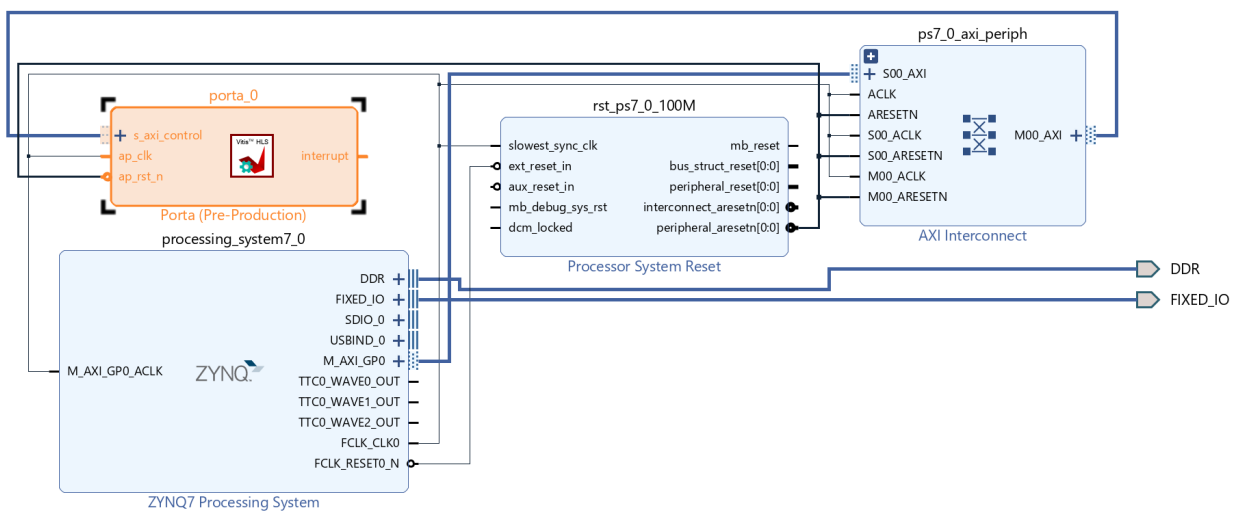 ps7_0_axi_periph
S00_AXI
ACLK
ARESETN
S00_ACLK
S00_ARESETN
M00_ACLK
M00_ARESETN
M00_AXI
AXI Interconnect
porta_0
s_axi_control
ap_clk
ap_rst_n
Vitis™ HLS
interrupt
Porta (Pre-Production)
rst_ps7_0_100M
slowest_sync_clk
ext_reset_in
aux_reset_in
mb_debug_sys_rst
dcm_locked
mb_reset
bus_struct_reset[0:0]
peripheral_reset[0:0]
interconnect_aresetn[0:0]
peripheral_aresetn[0:0]
Processor System Reset
processing_system7_0
M_AXI_GP0_ACLK
ZYNQ
DDR
FIXED_IO
SDIO_0
USBIND_0
M_AXI_GP0
TTC0_WAVE0_OUT
TTC0_WAVE1_OUT
TTC0_WAVE2_OUT
FCLK_CLK0
FCLK_RESET0_N
ZYNQ7 Processing System
DDR
FIXED_IO